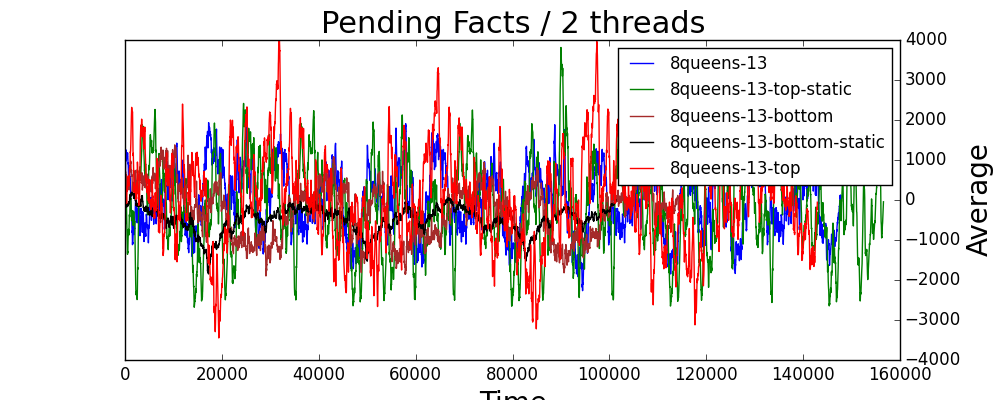 Pending Facts / 2 threads
8queens-13
8queens-13-top-static
8queens-13-bottom
8queens-13-bottom-static
8queens-13-top
4000
3000
2000
1000
0
−1000
−2000
−3000
−4000
Average
0 20000 40000 60000 80000 100000 120000 140000 160000
Time